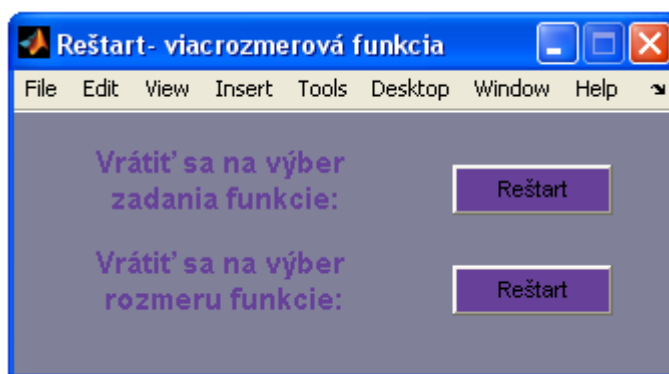 Reštart- viacrozmerová funkcia
File Edit View Insert Tools Desktop Window Help
Vrátiť sa na výber
zadania funkcie:
Reštart
Vrátiť sa na výber
rozmeru funkcie:
Reštart